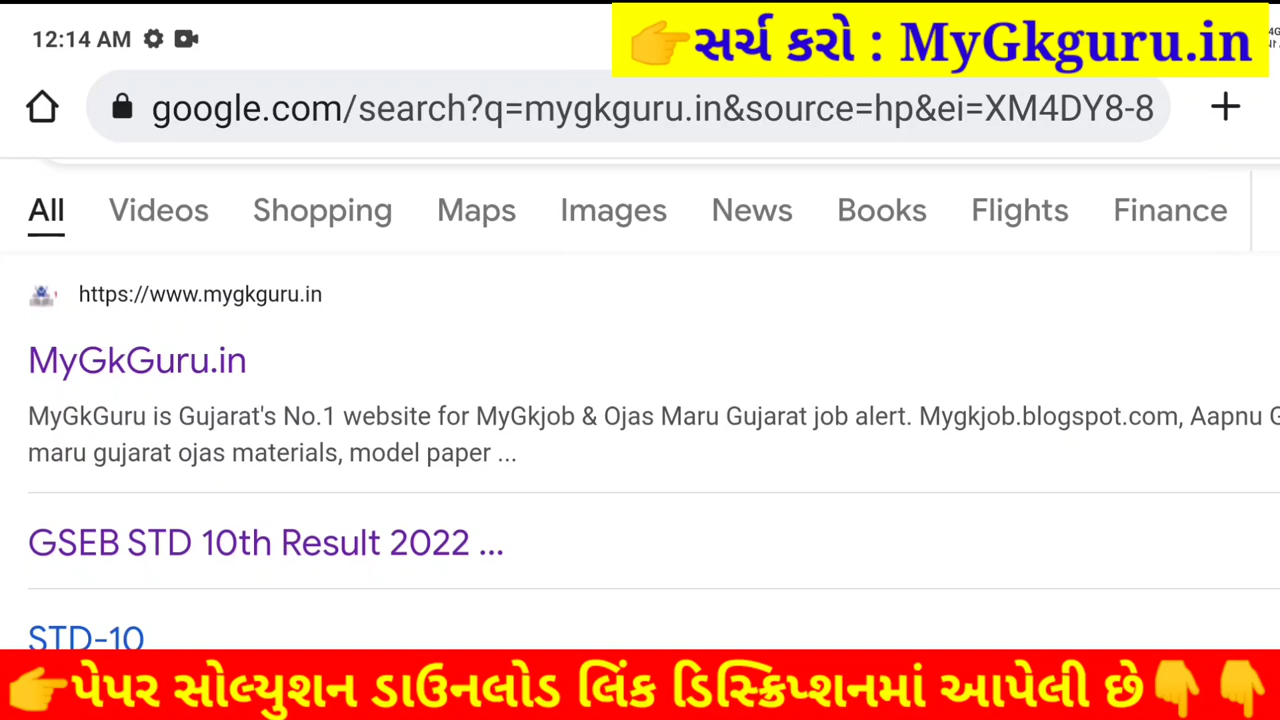 12:14 AM
👉સર્ચ કરો : MyGkguru.in
google.com/search?q=mygkguru.in&source=hp&ei=XM4DY8-8
All Videos Shopping Maps Images News Books Flights Finance
https://www.mygkguru.in
MyGkGuru.in
MyGkGuru is Gujarat's No.1 website for MyGkjob & Ojas Maru Gujarat job alert. Mygkjob.blogspot.com, Aapnu G
maru gujarat ojas materials, model paper ...
GSEB STD 10th Result 2022 ...
STD-10
👉પેપર સોલ્યુશન ડાઉનલોડ લિંક ડિસ્ક્રિપ્શનમાં આપેલી છે👇👇